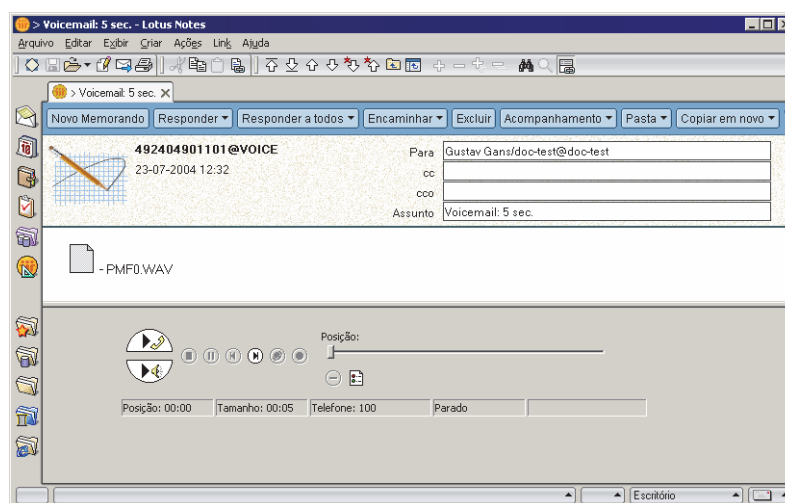 > Voicemail: 5 sec. - Lotus Notes
Arquivo Editar Exibir Criar Ações Link Ajuda
> Voicemail: 5 sec. X
Novo Memorando Responder Responder a todos Encaminhar Excluir Acompanhamento Pasta Copiar em novo
492404901101@VOICE
23-07-2004 12:32
Para Gustav Gans/doc-test@doc-test
cc
cco
Assunto Voicemail: 5 sec.
- PMF0.WAV
Posição:
Posição: 00:00 Tamanho: 00:05 Telefone: 100 Parado
Escritório